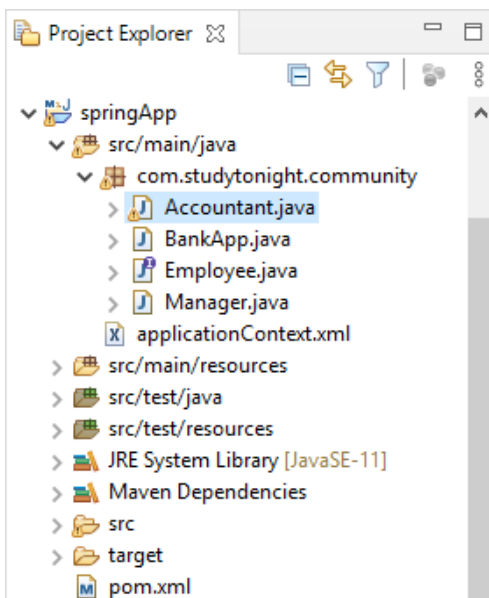 Project Explorer
springApp
src/main/java
com.studytonight.community
Accountant.java
BankApp.java
Employee.java
Manager.java
applicationContext.xml
src/main/resources
src/test/java
src/test/resources
JRE System Library [JavaSE-11]
Maven Dependencies
src
target
pom.xml